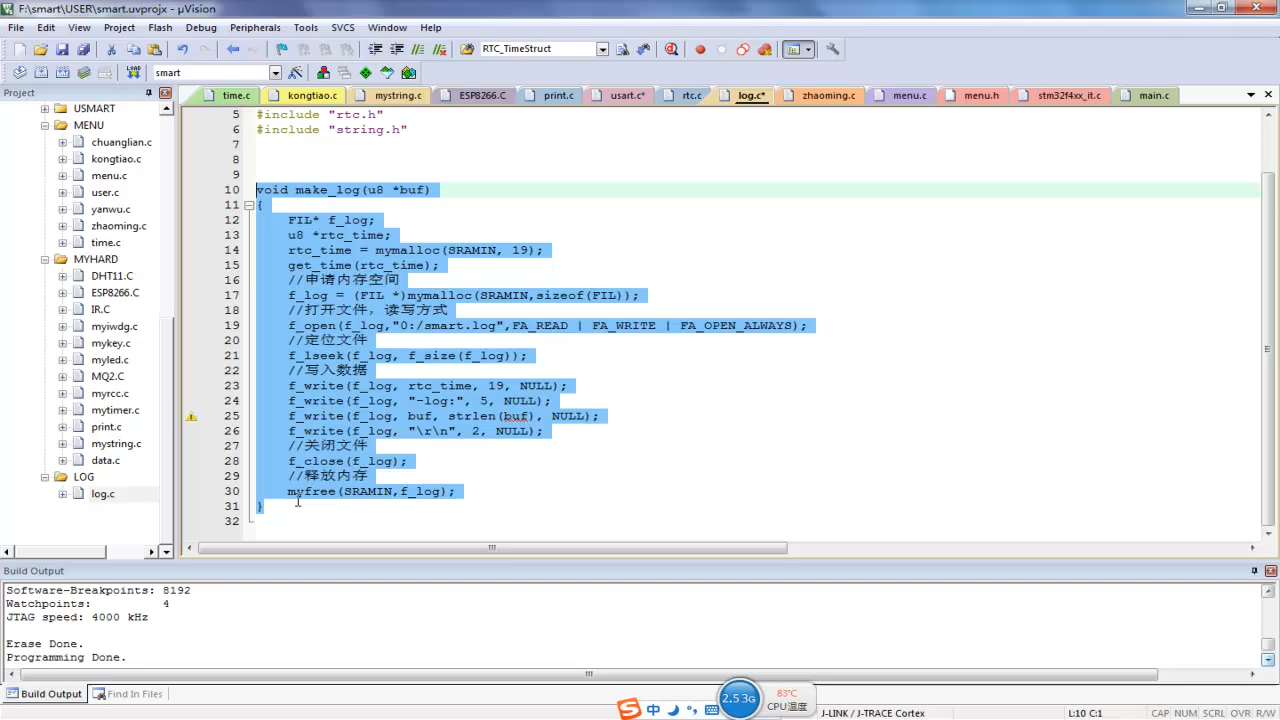 F:\smart\USER\smart.uvprojx - µVision
File Edit View Project Flash Debug Peripherals Tools SVCS Window Help
RTC_TimeStruct
LOAD smart
Project
time.c kongtiao.c mystring.c ESP8266.C print.c usart.c* rtc.c log.c* zhaoming.c menu.c menu.h stm32f4xx_it.c main.c
USMART
MENU
chuanglian.c
kongtiao.c
menu.c
user.c
yanwu.c
zhaoming.c
time.c
MYHARD
DHT11.C
ESP8266.C
IR.C
myiwdg.c
mykey.c
myled.c
MQ2.C
myrcc.c
mytimer.c
print.c
mystring.c
data.c
LOG
log.c
5 #include "rtc.h"
6 #include "string.h"
7
8
9
10 void make_log(u8 *buf)
11 {
12 FIL* f_log;
13 u8 *rtc_time;
14 rtc_time = mymalloc(SRAMIN, 19);
15 get_time(rtc_time);
16 //申请内存空间
17 f_log = (FIL *)mymalloc(SRAMIN,sizeof(FIL));
18 //打开文件，读写方式
19 f_open(f_log,"0:/smart.log",FA_READ | FA_WRITE | FA_OPEN_ALWAYS);
20 //定位文件
21 f_lseek(f_log, f_size(f_log));
22 //写入数据
23 f_write(f_log, rtc_time, 19, NULL);
24 f_write(f_log, "-log:", 5, NULL);
25 f_write(f_log, buf, strlen(buf), NULL);
26 f_write(f_log, "\r\n", 2, NULL);
27 //关闭文件
28 f_close(f_log);
29 //释放内存
30 myfree(SRAMIN,f_log);
31 }
32
Build Output
Software-Breakpoints: 8192
Watchpoints: 4
JTAG speed: 4000 kHz
Erase Done.
Programming Done.
Build Output Find In Files
中 2.53G 83℃
CPU温度
J-LINK / J-TRACE Cortex L:10 C:1 CAP NUM SCRL OVR R/W